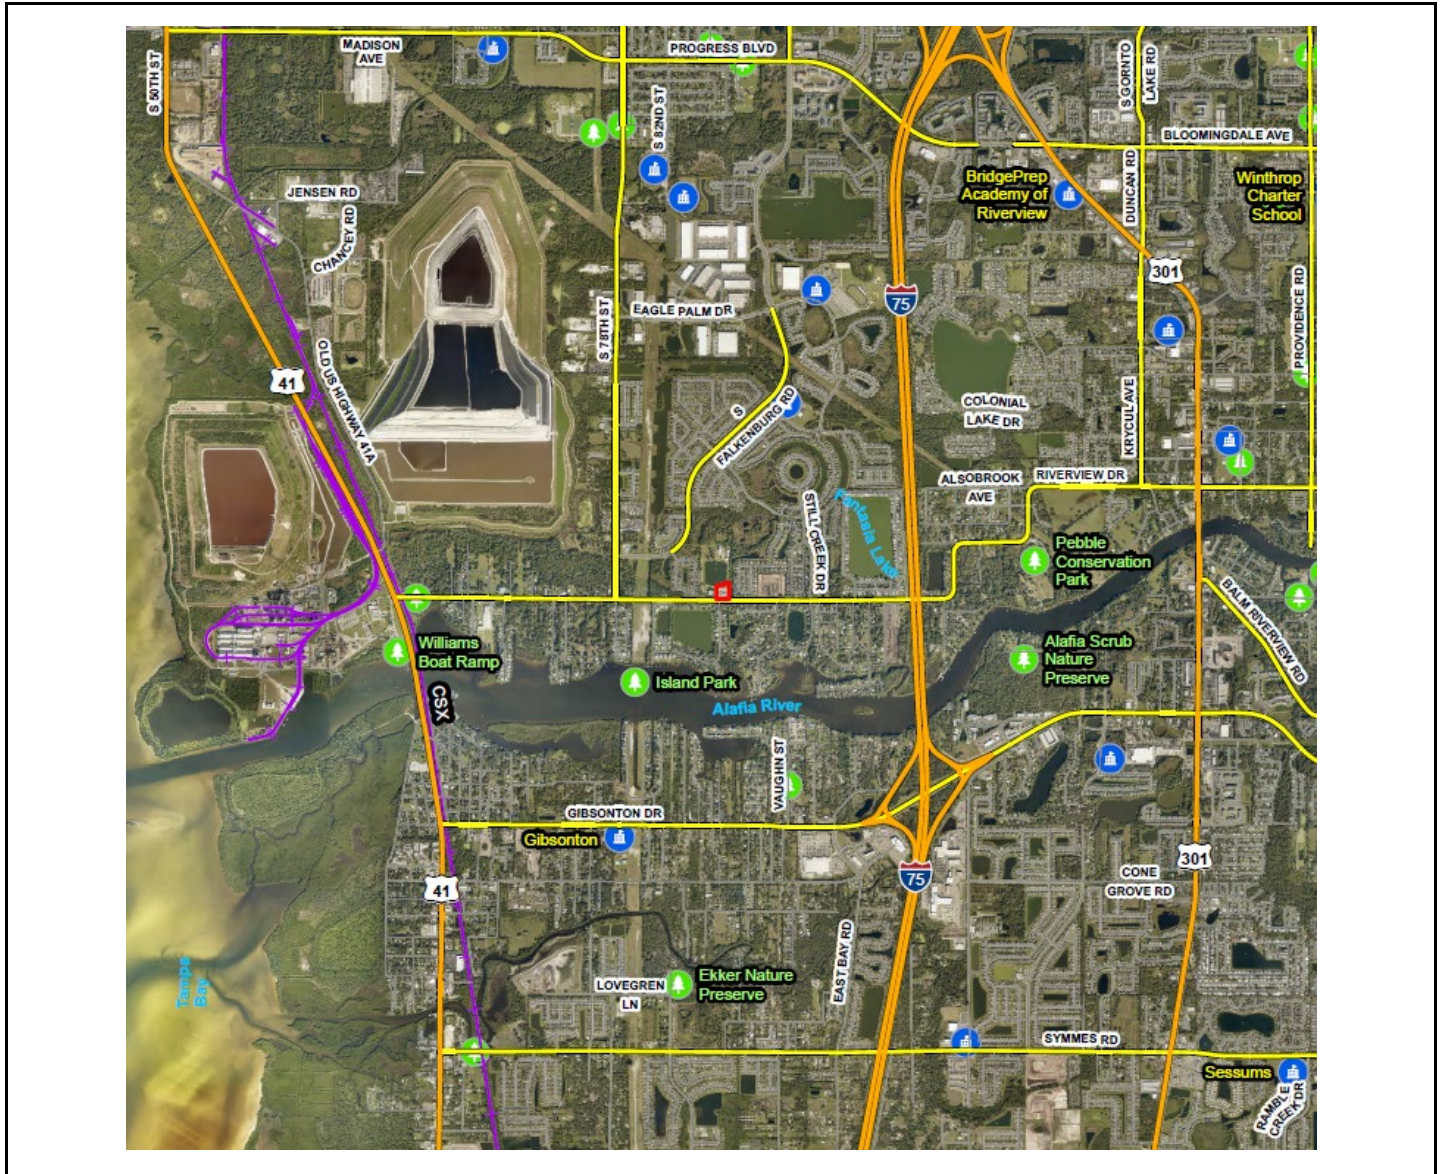 S 50TH ST
MADISON
AVE
PROGRESS BLVD
S 82ND ST
S GORNTO
LAKE RD
BLOOMINGDALE AVE
DUNCAN RD
BridgePrep
Academy of
Riverview
Winthrop
Charter
School
JENSEN RD
CHANCEY RD
301
75
EAGLE PALM DR
S 78TH ST
PROVIDENCE RD
OLD US HIGHWAY 41A
41
S
FALKENBURG RD
COLONIAL
LAKE DR
KRYCUL AVE
ALSOBROOK
AVE
RIVERVIEW DR
STILL CREEK DR
Fantasia Lake
Pebble
Conservation
Park
BALM RIVERVIEW RD
Williams
Boat Ramp
Alafia Scrub
Nature
Preserve
Island Park
CSX
Alafia River
VAUGHN ST
GIBSONTON DR
Gibsonton
301
75
CONE
GROVE RD
41
EAST BAY RD
Tampa
Bay
LOVEGREN
LN
Ekker Nature
Preserve
SYMMES RD
Sessums
RAMBLE
CREEK DR